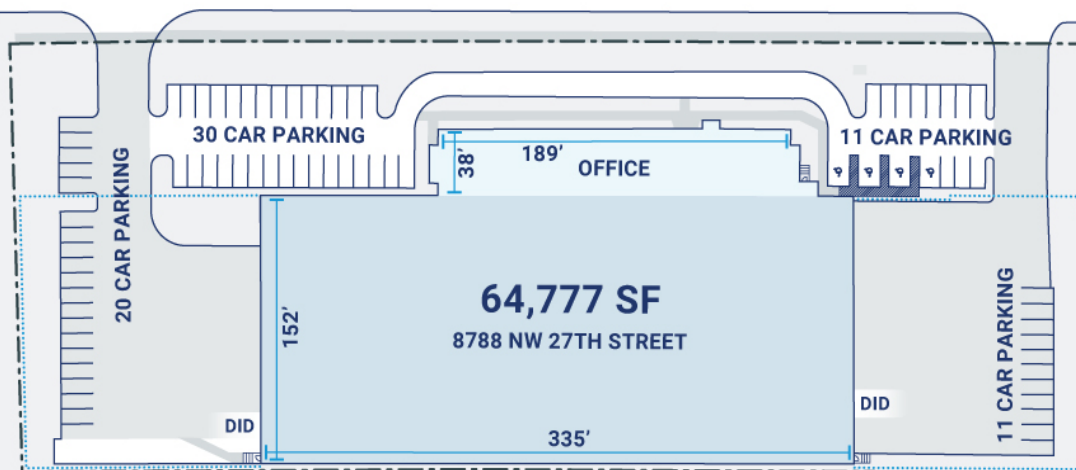 30 CAR PARKING
11 CAR PARKING
189’
38’
OFFICE
20 CAR PARKING
64,777 SF
8788 NW 27TH STREET
152’
11 CAR PARKING
DID
DID
335’